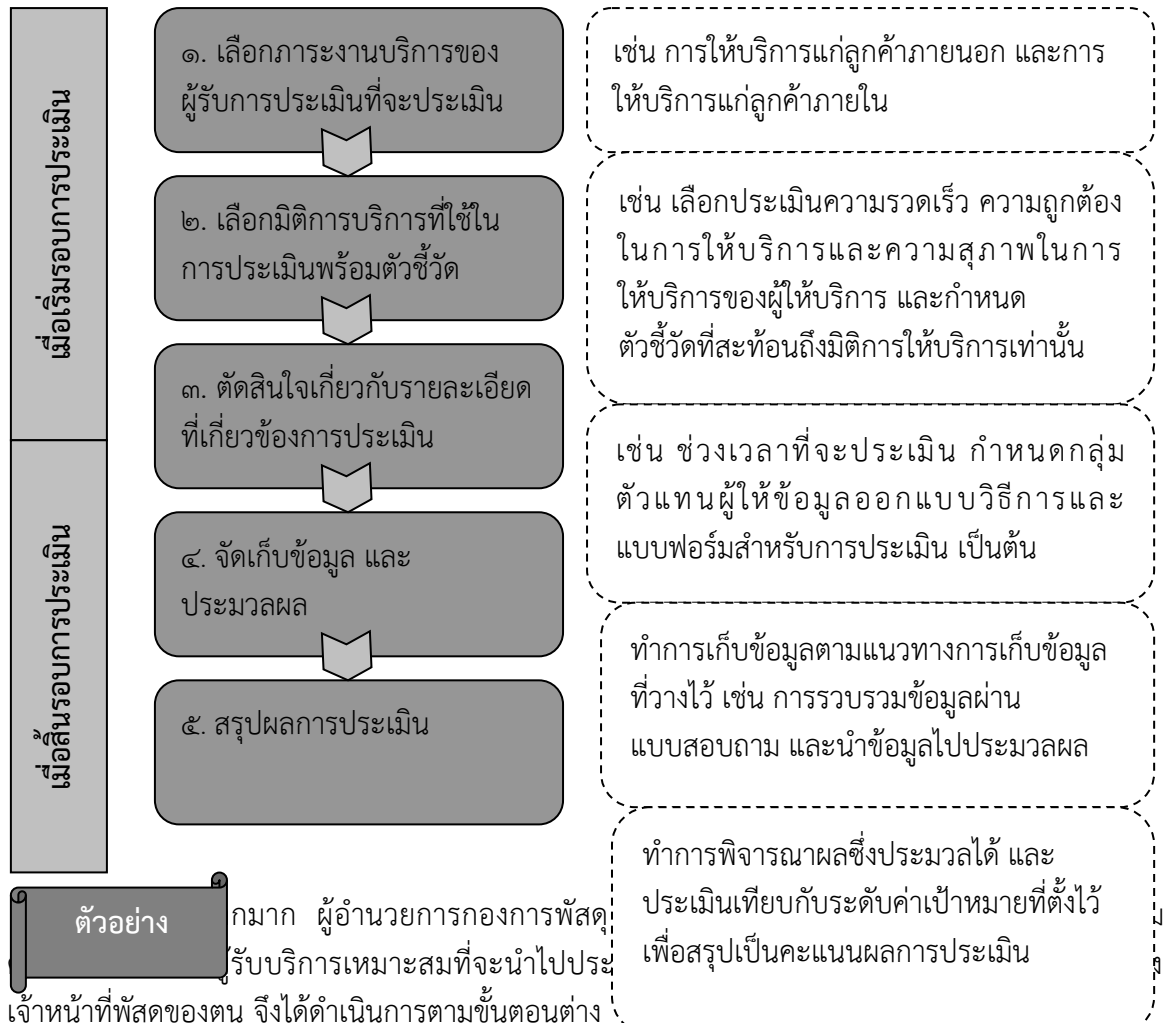 เมื่อเริ่มรอบการประเมิน
๑. เลือกภาระงานบริการของ
ผู้รับการประเมินที่จะประเมิน
เช่น การให้บริการแก่ลูกค้าภายนอก และการ
ให้บริการแก่ลูกค้าภายใน
๒. เลือกมิติการบริการที่ใช้ใน
การประเมินพร้อมตัวชี้วัด
เช่น เลือกประเมินความรวดเร็ว ความถูกต้อง
ในการให้บริการและความสุภาพในการ
ให้บริการของผู้ให้บริการ และกำหนด
ตัวชี้วัดที่สะท้อนถึงมิติการให้บริการเท่านั้น
๓. ตัดสินใจเกี่ยวกับรายละเอียด
ที่เกี่ยวข้องการประเมิน
เช่น ช่วงเวลาที่จะประเมิน กำหนดกลุ่ม
ตัวแทนผู้ให้ข้อมูลออกแบบวิธีการและ
แบบฟอร์มสำหรับการประเมิน เป็นต้น
เมื่อสิ้นรอบการประเมิน
๔. จัดเก็บข้อมูล และ
ประมวลผล
ทำการเก็บข้อมูลตามแนวทางการเก็บข้อมูล
ที่วางไว้ เช่น การรวบรวมข้อมูลผ่าน
แบบสอบถาม และนำข้อมูลไปประมวลผล
๕. สรุปผลการประเมิน
ทำการพิจารณาผลซึ่งประมวลได้ และ
ประเมินเทียบกับระดับค่าเป้าหมายที่ตั้งไว้
เพื่อสรุปเป็นคะแนนผลการประเมิน
ตัวอย่าง
กมาก ผู้อำนวยการกองการพัสดุ
รับบริการเหมาะสมที่จะนำไปประ
เจ้าหน้าที่พัสดุของตน จึงได้ดำเนินการตามขั้นตอนต่าง